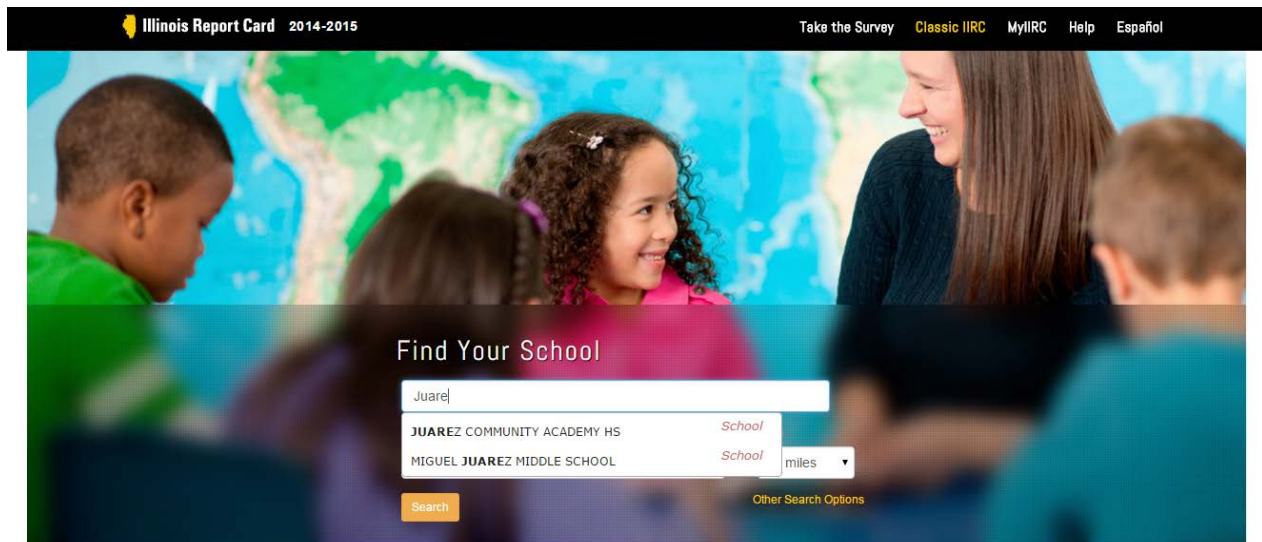 Illinois Report Card 2014-2015 Take the Survey Classic IIRC MyIIRC Help Español
Find Your School
Juare
JUAREZ COMMUNITY ACADEMY HS School
MIGUEL JUAREZ MIDDLE SCHOOL School
miles
Search Other Search Options